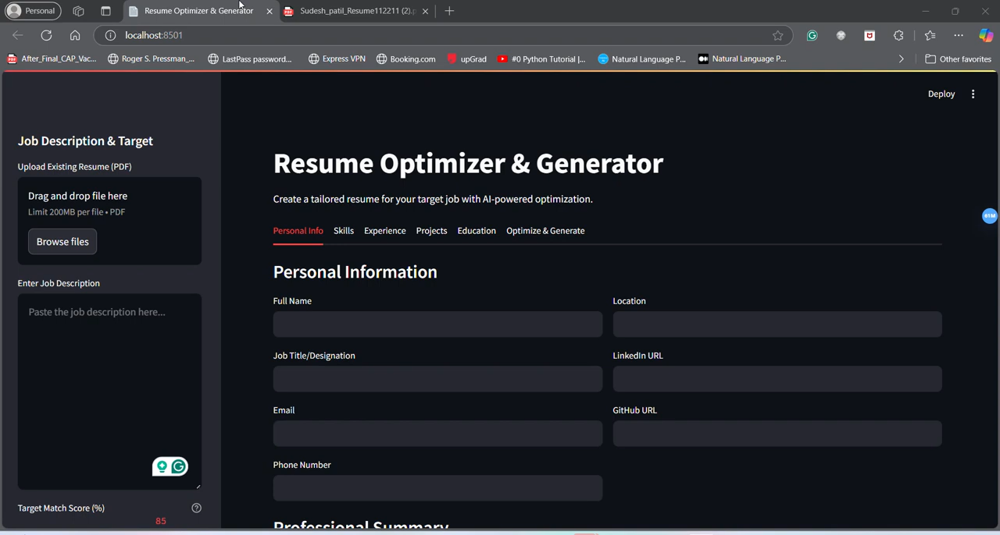 Personal
Resume Optimizer & Generator
Sudesh_patil_Resume112211 (2).p
localhost:8501
After_Final_CAP_Vac...
Roger S. Pressman_...
LastPass password...
Express VPN
Booking.com
upGrad
#0 Python Tutorial |...
Natural Language P...
Natural Language P...
Other favorites
Deploy
Job Description & Target
Upload Existing Resume (PDF)
Drag and drop file here
Limit 200MB per file • PDF
Browse files
Enter Job Description
Paste the job description here...
Target Match Score (%)
85
Resume Optimizer & Generator
Create a tailored resume for your target job with AI-powered optimization.
Personal Info Skills Experience Projects Education Optimize & Generate
Personal Information
Full Name
Location
Job Title/Designation
LinkedIn URL
Email
GitHub URL
Phone Number
Professional Summary